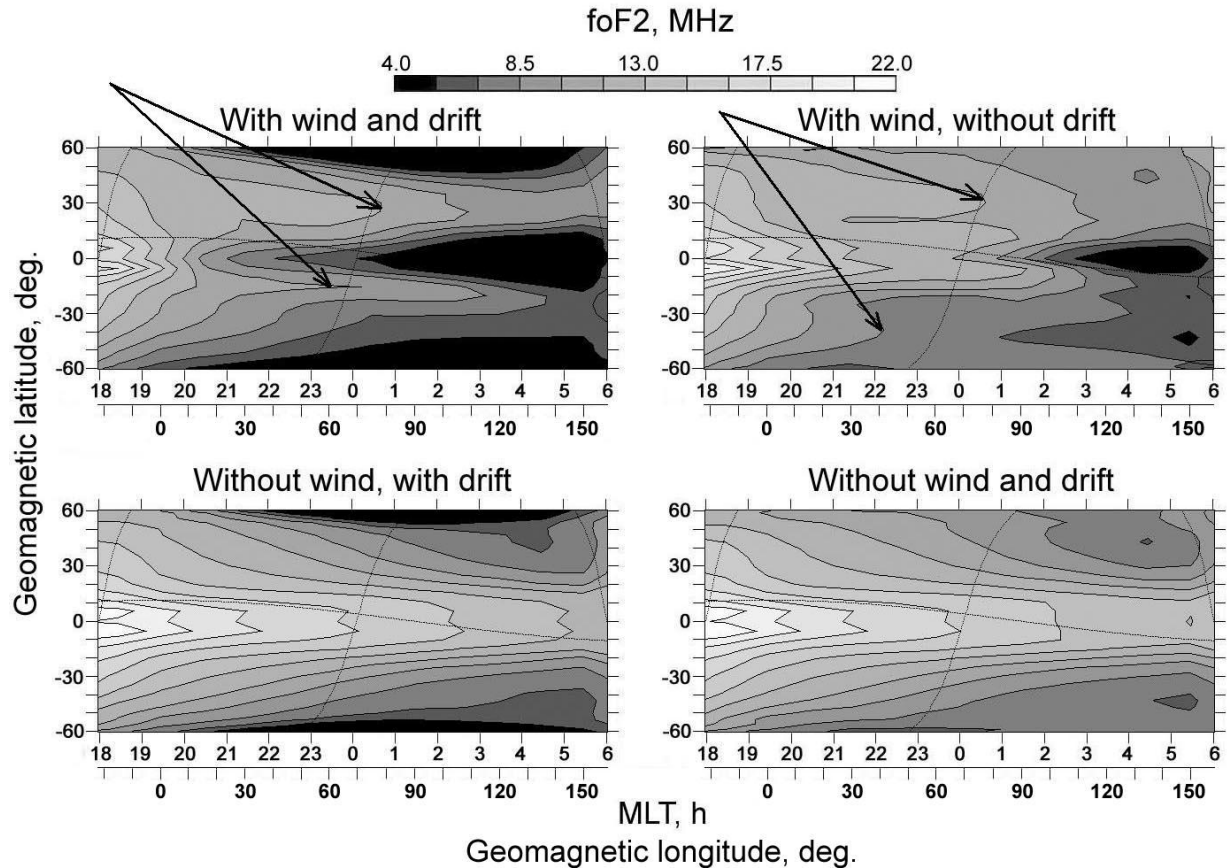 foF2, MHz
4.0 8.5 13.0 17.5 22.0
With wind and drift
With wind, without drift
60
30
0
-30
-60
18 19 20 21 22 23 0 1 2 3 4 5 6
0 30 60 90 120 150
60
30
0
-30
-60
18 19 20 21 22 23 0 1 2 3 4 5 6
0 30 60 90 120 150
Geomagnetic latitude, deg.
Without wind, with drift
Without wind and drift
60
30
0
-30
-60
18 19 20 21 22 23 0 1 2 3 4 5 6
0 30 60 90 120 150
60
30
0
-30
-60
18 19 20 21 22 23 0 1 2 3 4 5 6
0 30 60 90 120 150
MLT, h
Geomagnetic longitude, deg.